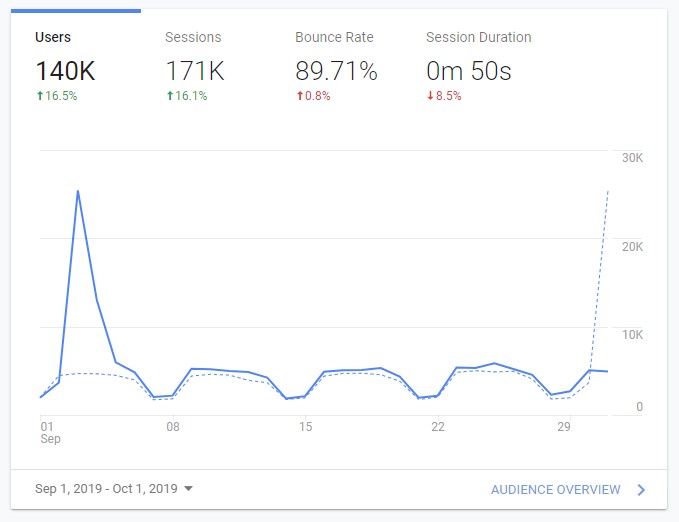 Users Sessions Bounce Rate Session Duration
140K 171K 89.71% 0m 50s
↑16.5% ↑16.1% ↑0.8% ↓8.5%
30K
20K
10K
0
01 08 15 22 29
Sep
Sep 1, 2019 - Oct 1, 2019 AUDIENCE OVERVIEW